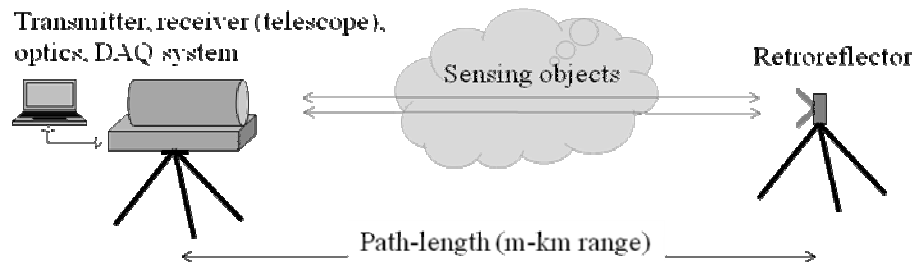 Transmitter, receiver (telescope),
optics, DAQ system
Sensing objects
Retroreflector
Path-length (m-km range)